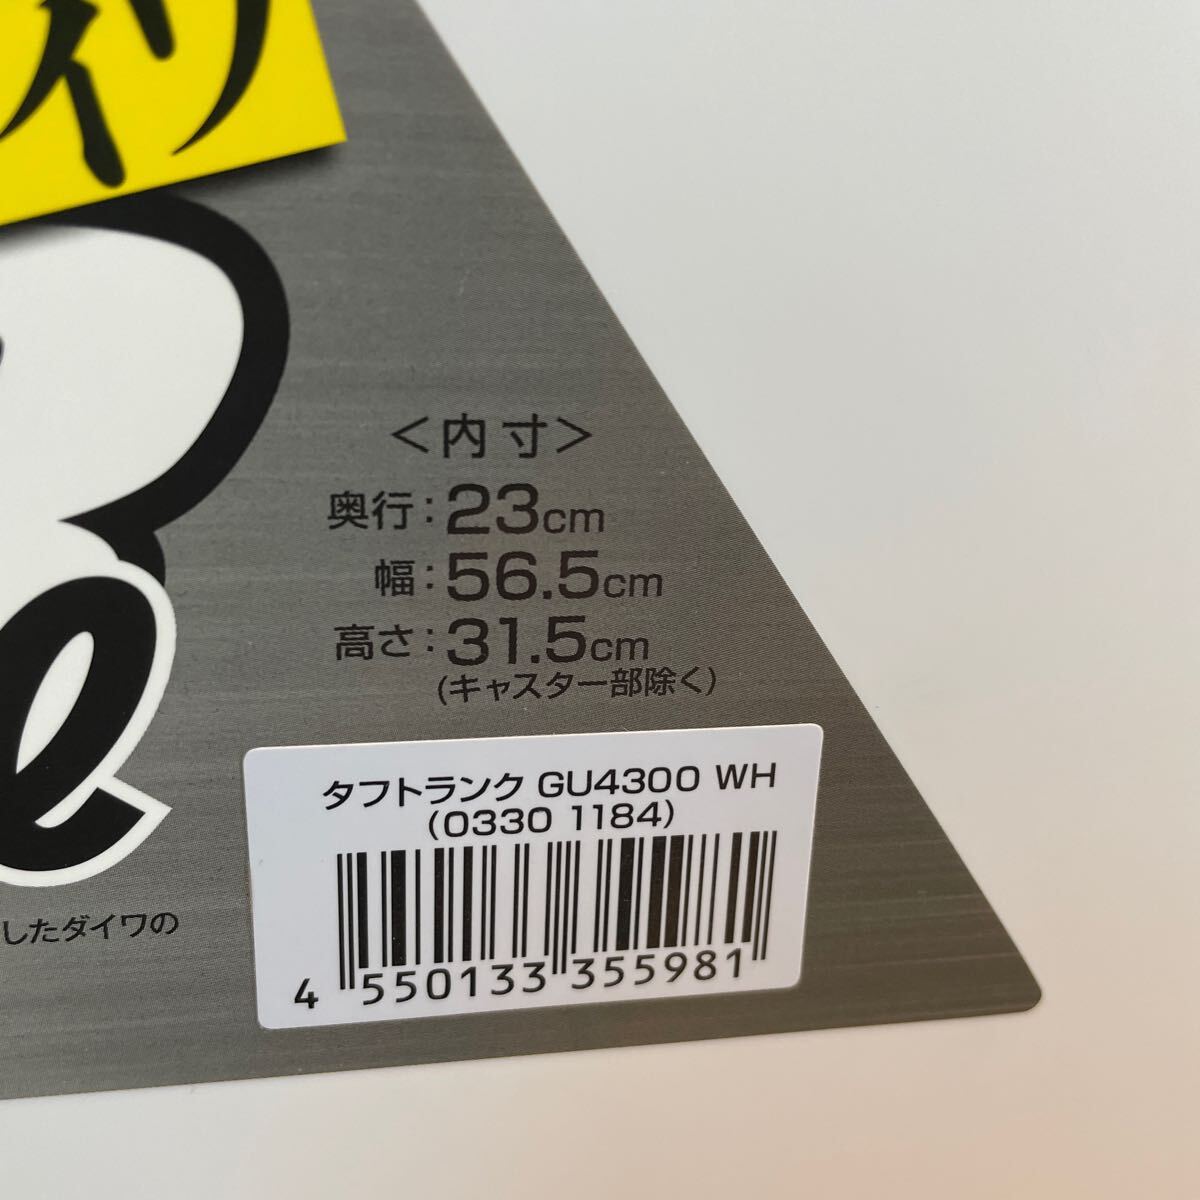 イワ
＜内寸＞
奥行：23cm
幅：56.5cm
高さ：31.5cm
(キャスター部除く)
タフトランク GU4300 WH
(0330 1184)
4 550133 355981
e
したダイワの